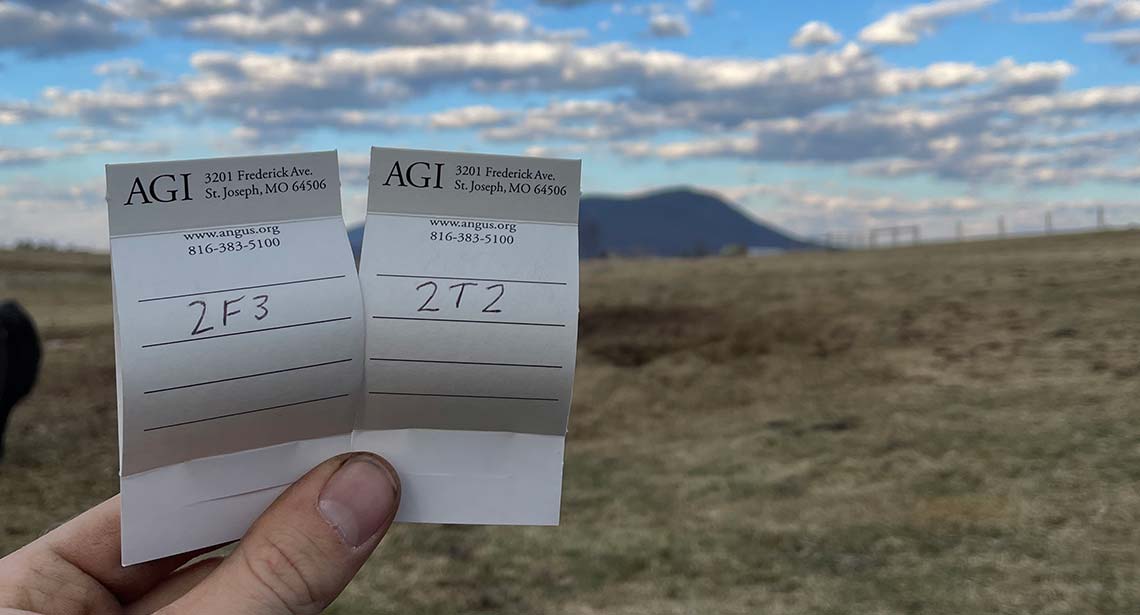 AGI 3201 Frederick Ave.
St. Joseph, MO 64506
www.angus.org
816-383-5100
2F3
AGI 3201 Frederick Ave.
St. Joseph, MO 64506
www.angus.org
816-383-5100
2T2